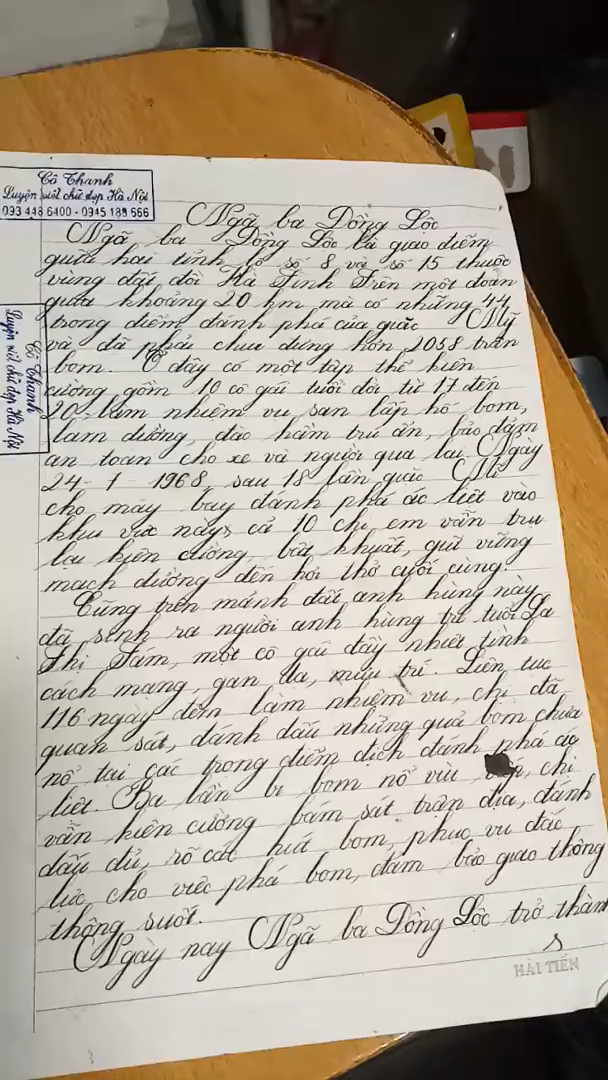 Cô Thanh
Luyện viết chữ đẹp Hà Nội
093 448 6400 - 0945 188 666
Cô Thanh
Luyện viết chữ đẹp Hà Nội
Ngã ba Đồng Lộc
Ngã ba Đồng Lộc là giao điểm
giữa hai tỉnh lộ số 8 và số 15 thuộc
vùng đất đồi Hà Tĩnh. Trên một đoạn
giữa khoảng 20 km mà có những 44
trọng điểm đánh phá của giặc Mỹ
và đã phải chịu đựng hơn 2058 trận
bom. Ở đây có một tập thể kiên
cường gồm 10 cô gái tuổi đời từ 17 đến
20 làm nhiệm vụ san lấp hố bom,
làm đường, đào hầm trú ẩn, bảo đảm
an toàn cho xe và người qua lại. Ngày
24 - 7 - 1968, sau 18 lần giặc Mĩ
cho máy bay đánh phá ác liệt vào
khu vực này, cả 10 chị em vẫn trụ
lại kiên cường, bất khuất, giữ vững
mạch đường đến hơi thở cuối cùng.
Cũng trên mảnh đất anh hùng này
đã sinh ra người anh hùng trẻ tuổi La
Thị Tám, một cô gái đầy nhiệt tình
cách mạng, gan dạ, mưu trí. Liên tục
116 ngày đêm làm nhiệm vụ, chị đã
quan sát, đánh dấu những quả bom chưa
nổ tại các trọng điểm địch đánh phá ác
liệt. Ba lần bị bom nổ vùi chị
vẫn kiên cường bám sát trận địa, đánh
dấu đủ, rõ các bom, phục vụ đắc
lực cho việc phá bom, đảm bảo giao thông
thông suốt.
Ngày nay Ngã ba Đồng Lộc trở thành
HẢI TIẾN